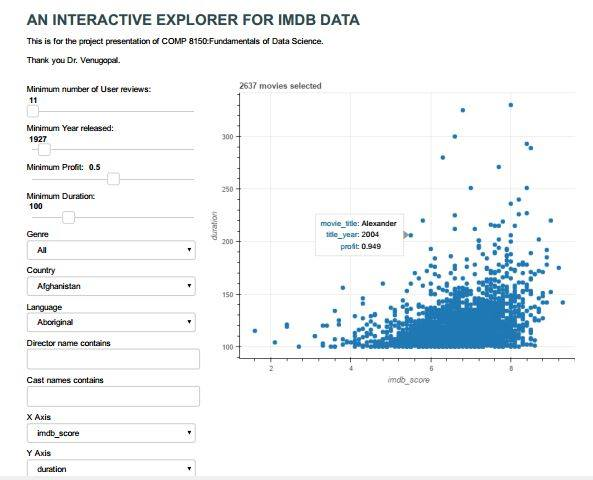 AN INTERACTIVE EXPLORER FOR IMDB DATA
This is for the project presentation of COMP 8150:Fundamentals of Data Science.
Thank you Dr. Venugopal.
Minimum number of User reviews:
11
Minimum Year released:
1927
Minimum Profit: 0.5
Minimum Duration:
100
Genre
All
Country
Afghanistan
Language
Aboriginal
Director name contains
Cast names contains
X Axis
imdb_score
Y Axis
duration
2637 movies selected
duration
300
250
200
150
100
movie_title: Alexander
title_year: 2004
profit: 0.949
2 4 6 8
imdb_score